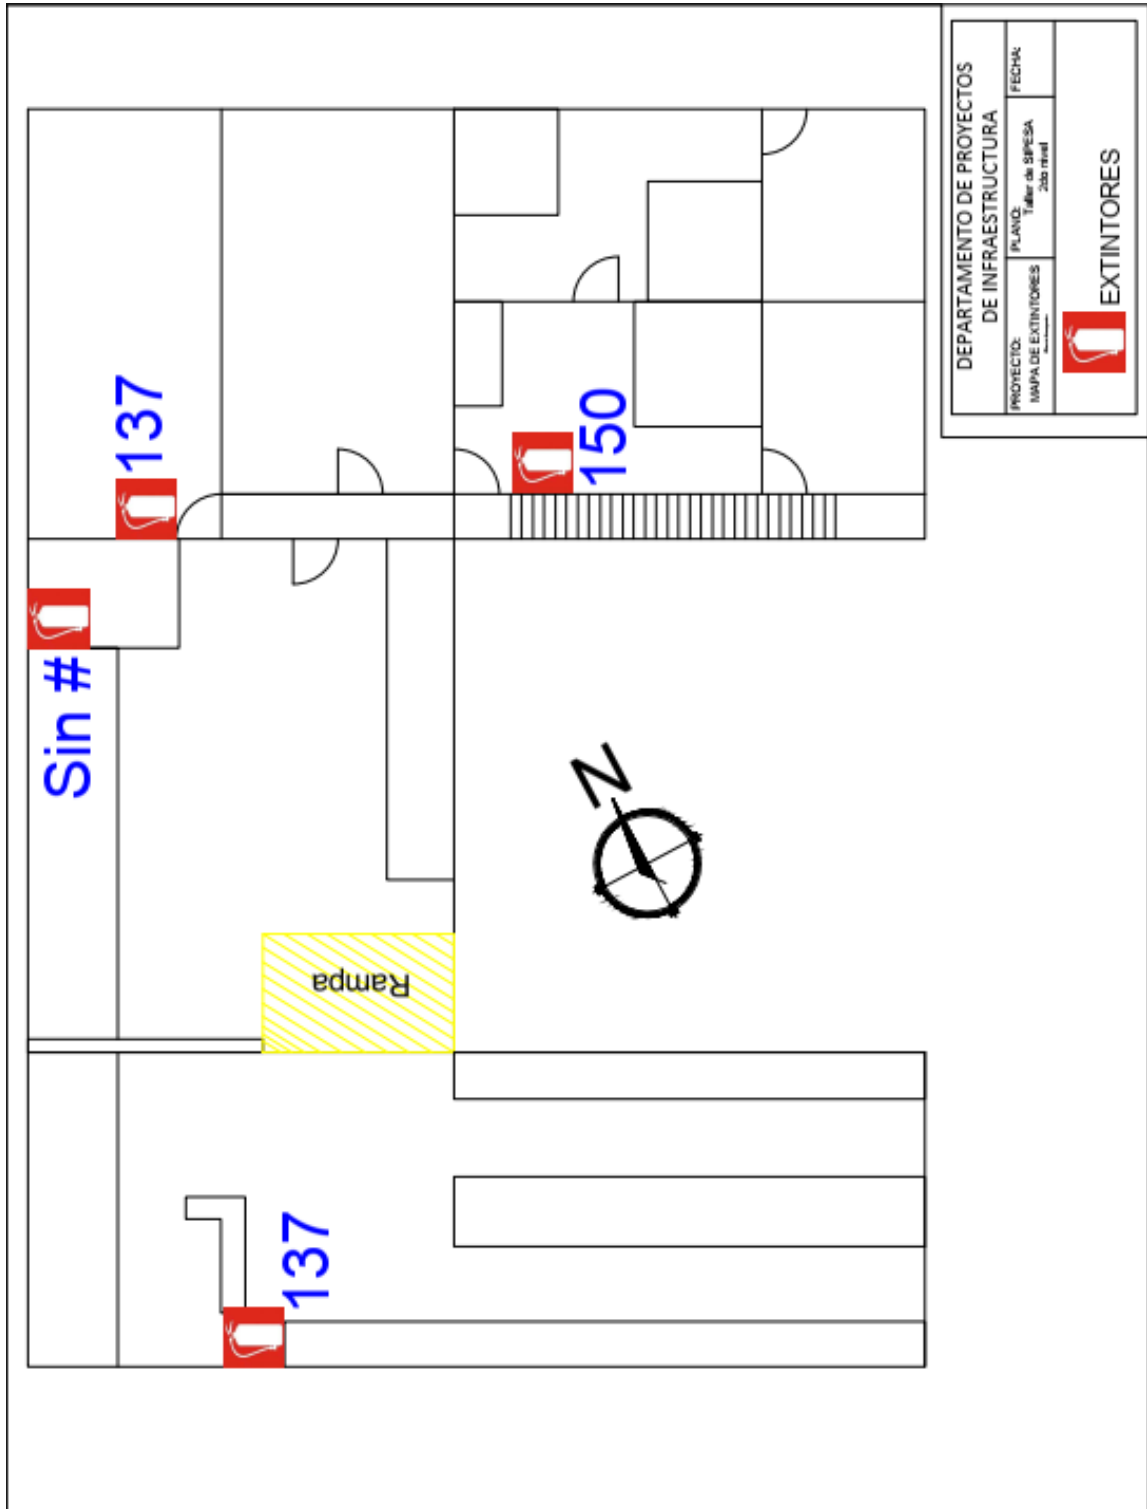 DEPARTAMENTO DE PROYECTOS
DE INFRAESTRUCTURA
PROYECTO:
MAPA DE EXTINTORES
PLANO:
Taller de SIPESA
2do nivel
FECHA:
EXTINTORES
137
Sin #
150
Rampa
137